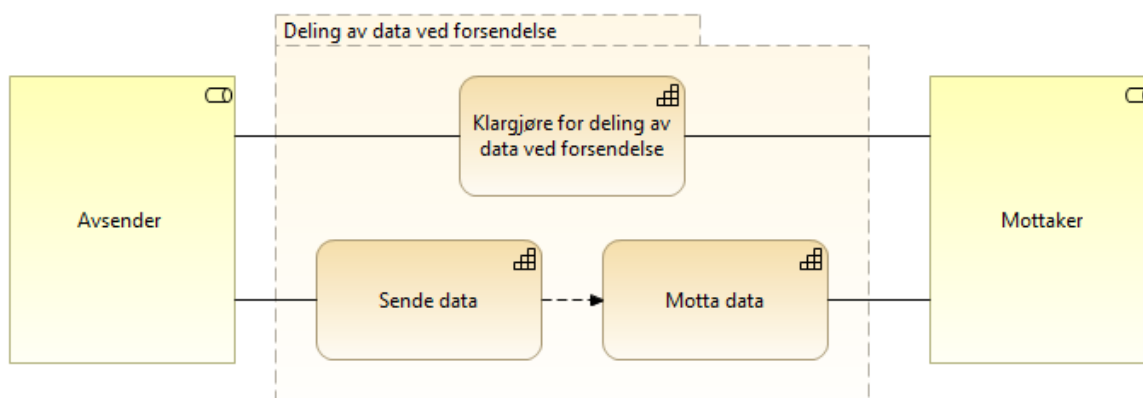 Deling av data ved forsendelse
Klargjøre for deling av
data ved forsendelse
Avsender
Mottaker
Sende data
Motta data